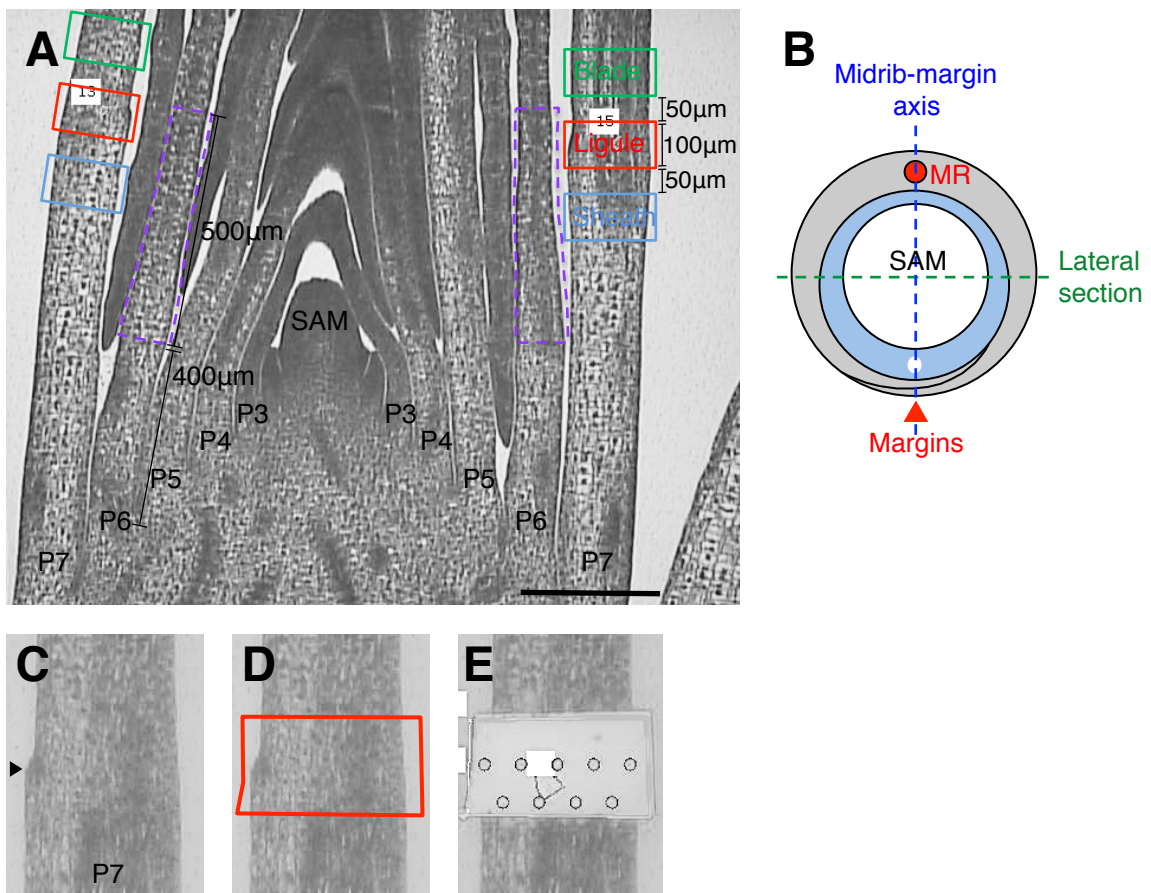 A
13
Blade
50µm
15
Ligule
100µm
50µm
Sheath
500µm
SAM
400µm
P3
P3
P4
P4
P5
P5
P6
P6
P7
P7
B
Midrib-margin
axis
MR
SAM
Lateral
section
Margins
C
P7
D
E